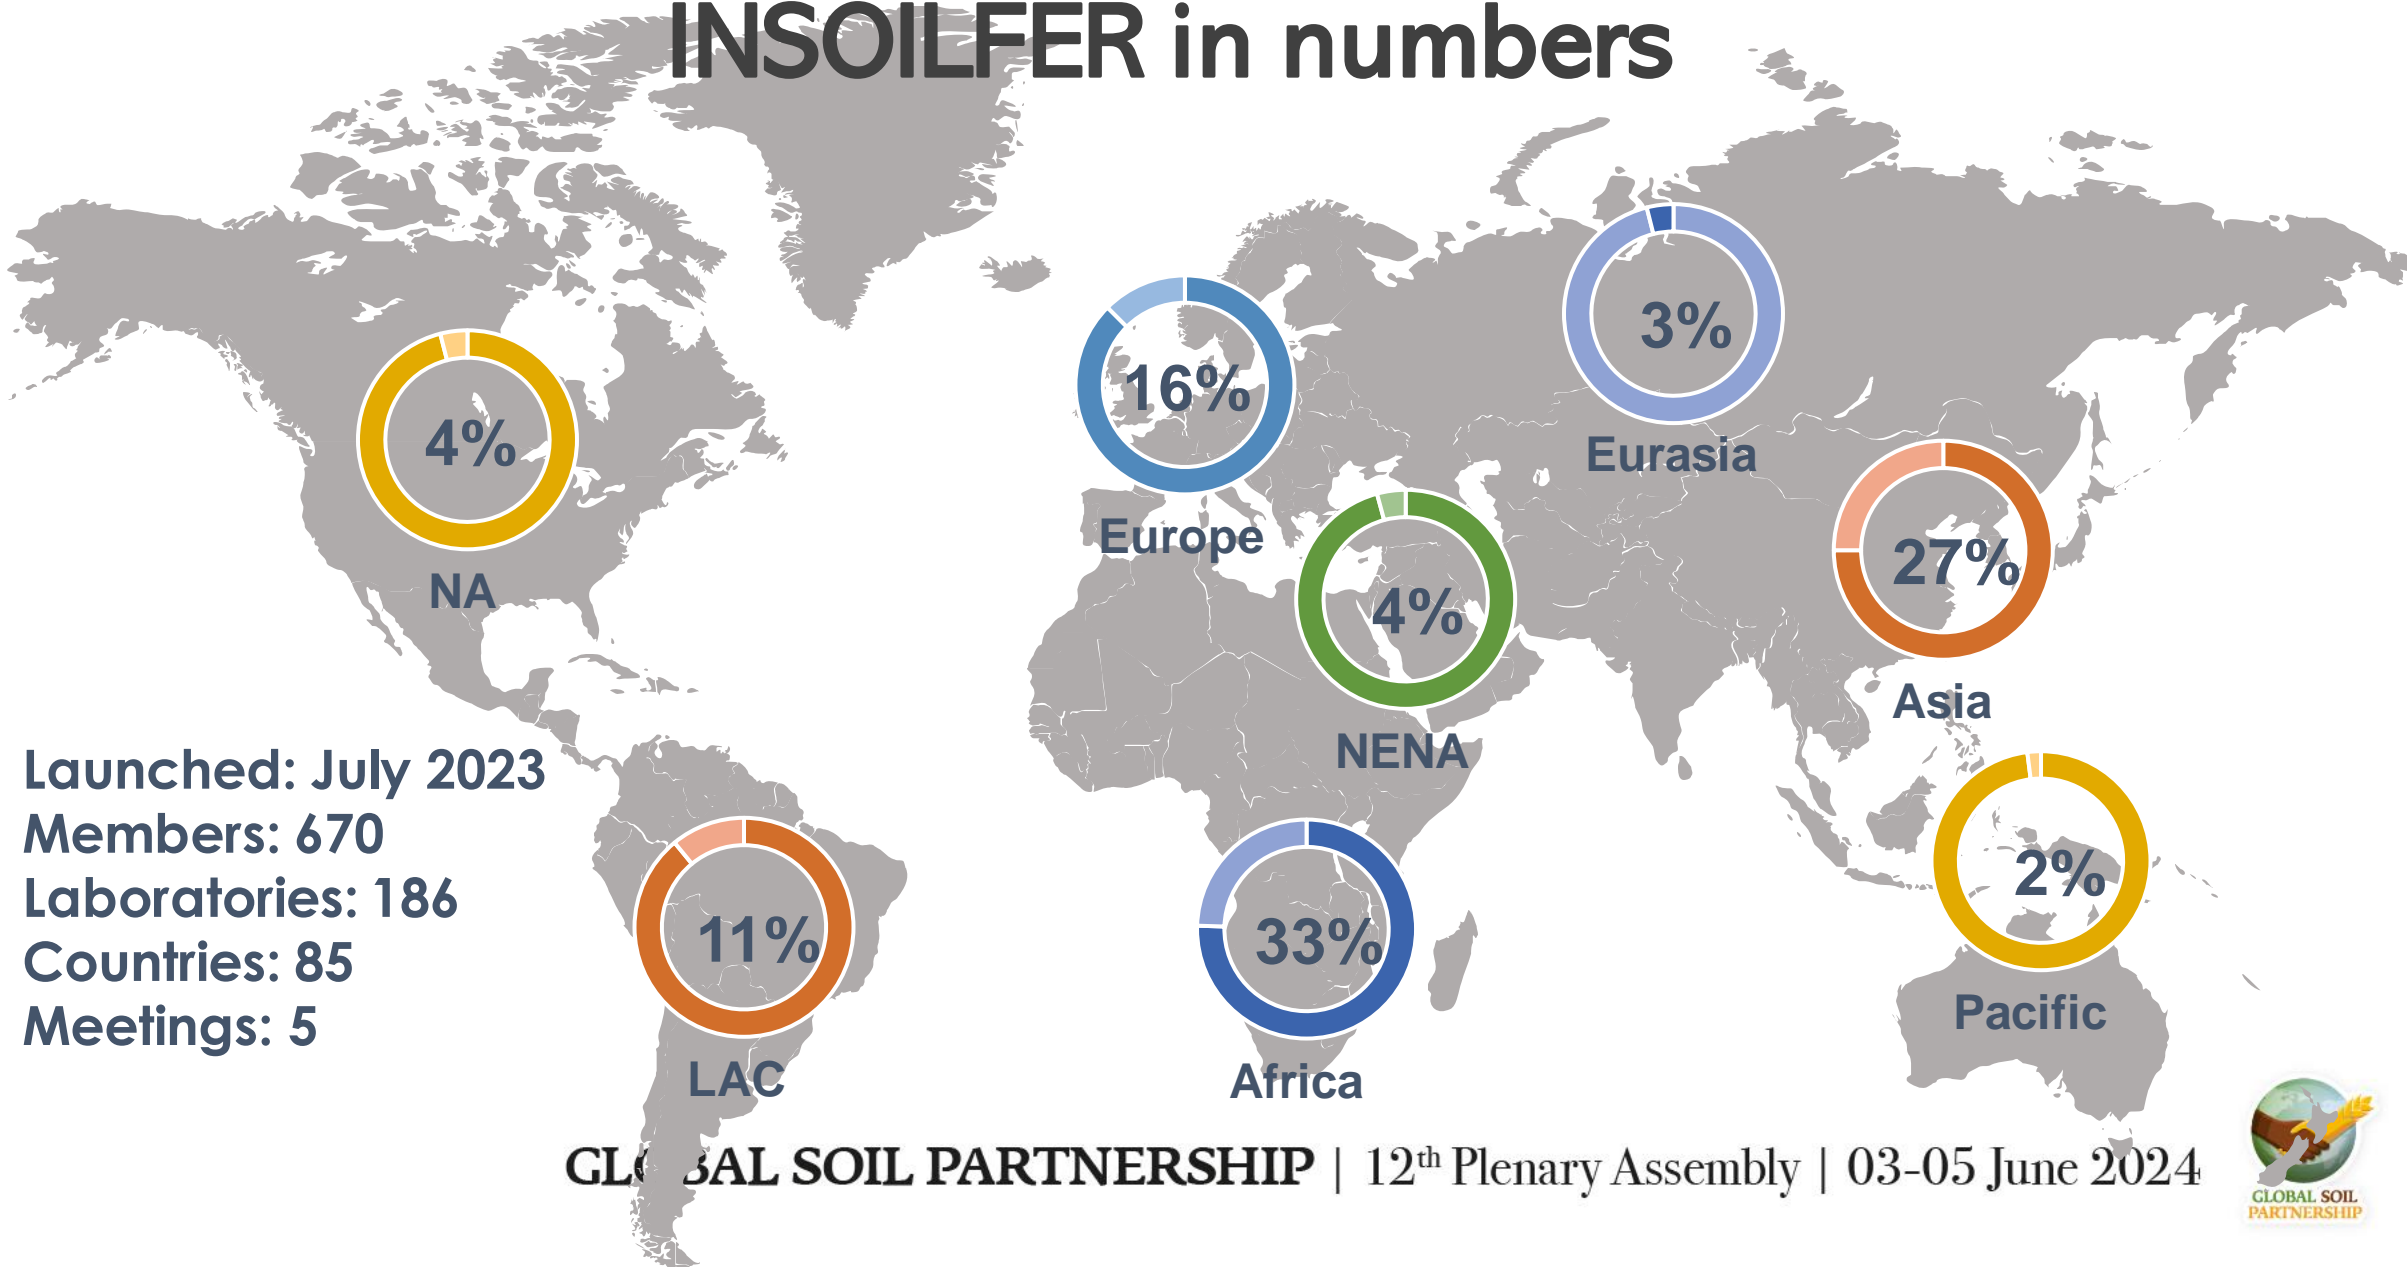 INSOILFER in numbers
3%
16%
4%
Eurasia
27%
Europe
4%
NA
Asia
NENA
Launched: July 2023
Members: 670
Laboratories: 186
Countries: 85
Meetings: 5
2%
11%
33%
Pacific
LAC
Africa
GLOBAL SOIL PARTNERSHIP | 12th Plenary Assembly | 03-05 June 2024
GLOBAL SOIL
PARTNERSHIP